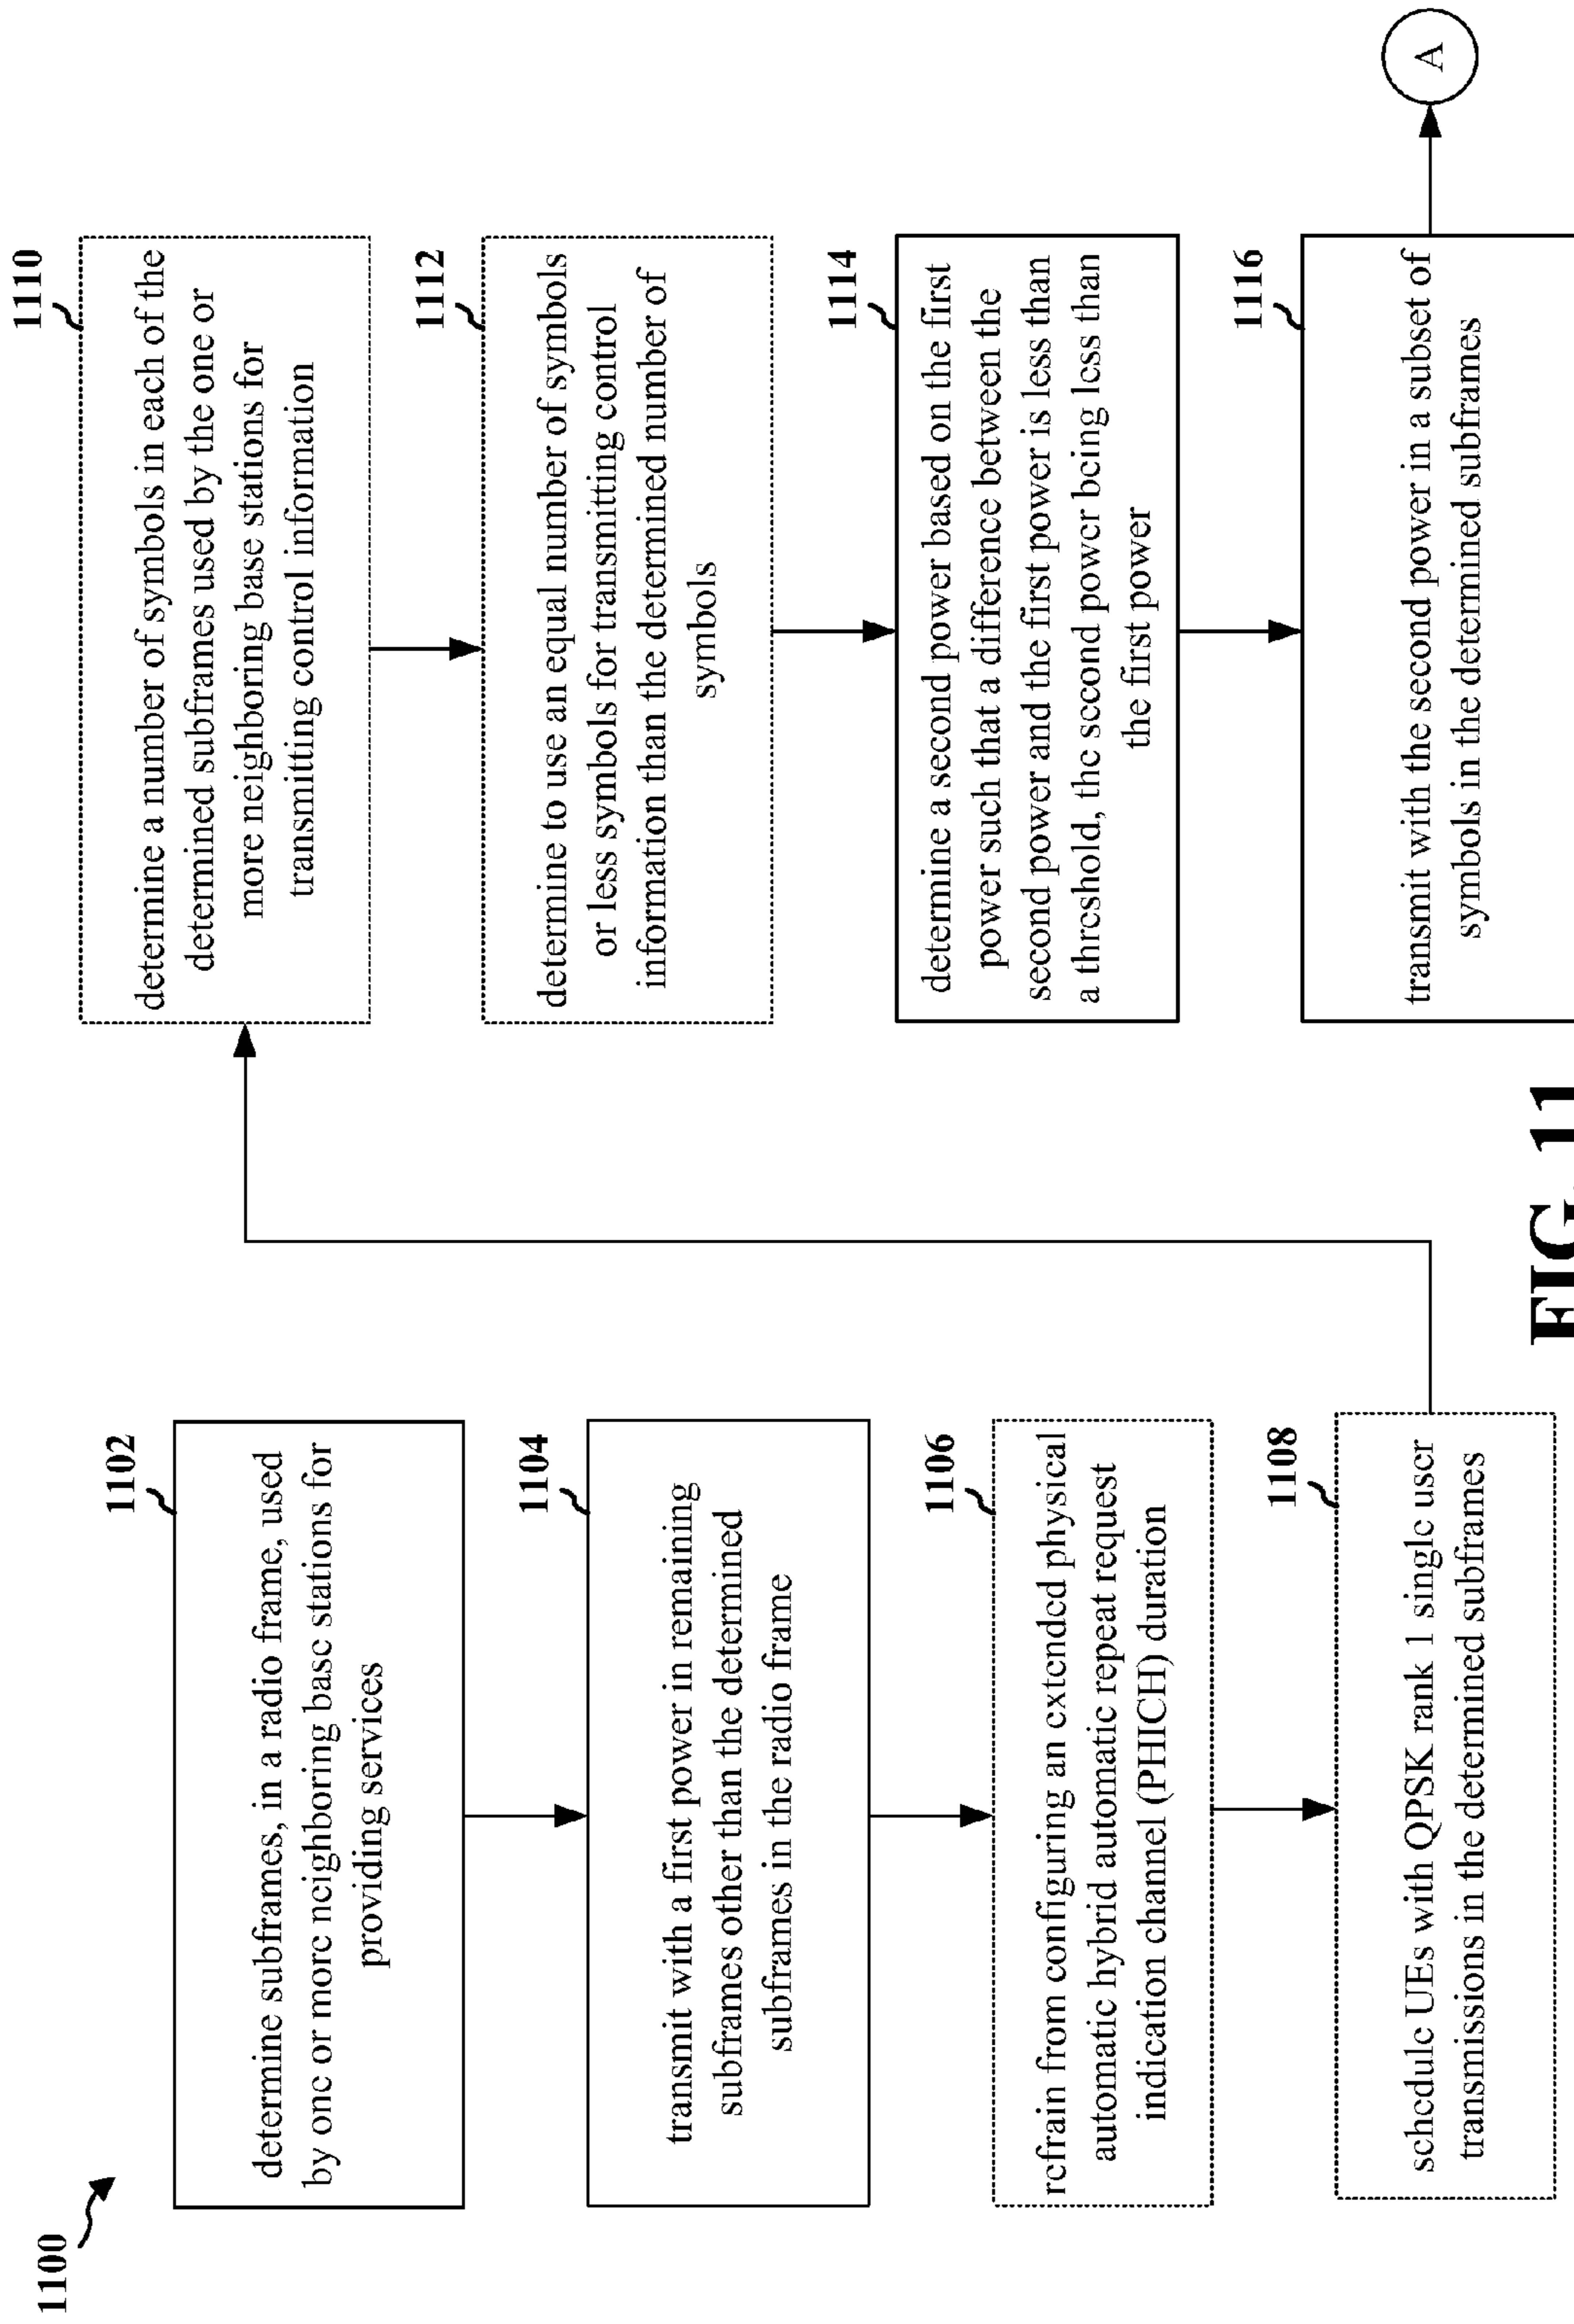 1100
1102
determine subframes, in a radio frame, used
by one or more neighboring base stations for
providing services
1104
transmit with a first power in remaining
subframes other than the determined
subframes in the radio frame
1106
refrain from configuring an extended physical
automatic hybrid automatic repeat request
indication channel (PHICH) duration
1108
schedule UEs with QPSK rank 1 single user
transmissions in the determined subframes
1110
determine a number of symbols in each of the
determined subframes used by the one or
more neighboring base stations for
transmitting control information
1112
determine to use an equal number of symbols
or less symbols for transmitting control
information than the determined number of
symbols
1114
determine a second power based on the first
power such that a difference between the
second power and the first power is less than
a threshold, the second power being less than
the first power
1116
transmit with the second power in a subset of
symbols in the determined subframes
A
FIG. 11